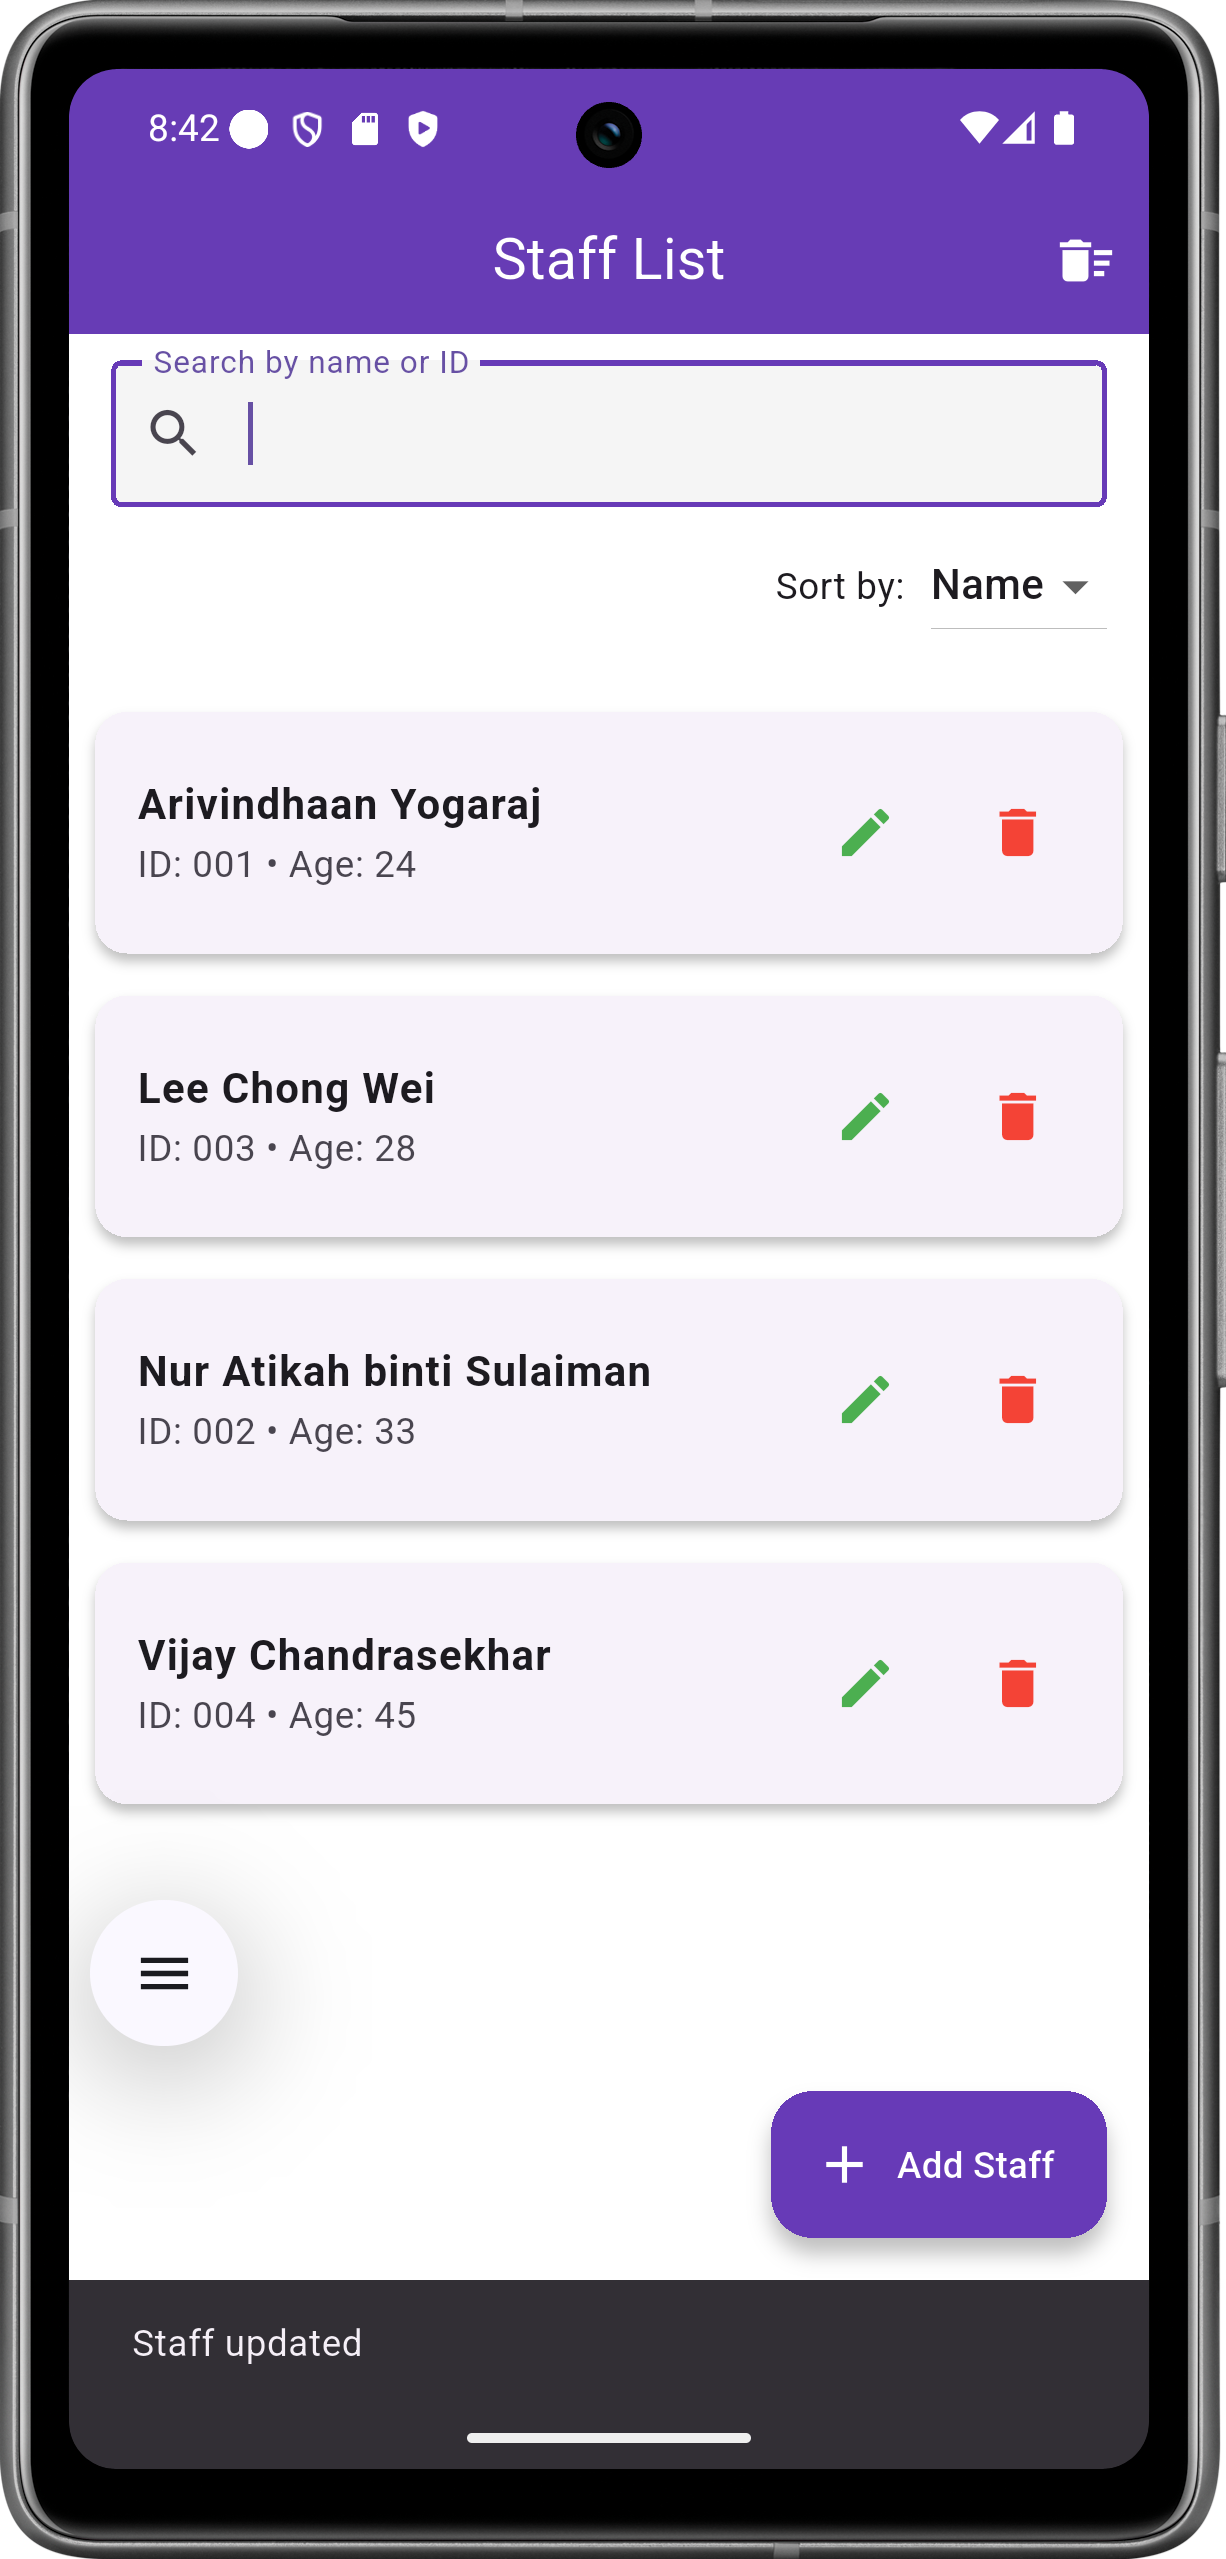 8:42
Staff List
Search by name or ID
Sort by: Name
Arivindhaan Yogaraj
ID: 001 • Age: 24
Lee Chong Wei
ID: 003 • Age: 28
Nur Atikah binti Sulaiman
ID: 002 • Age: 33
Vijay Chandrasekhar
ID: 004 • Age: 45
Add Staff
Staff updated